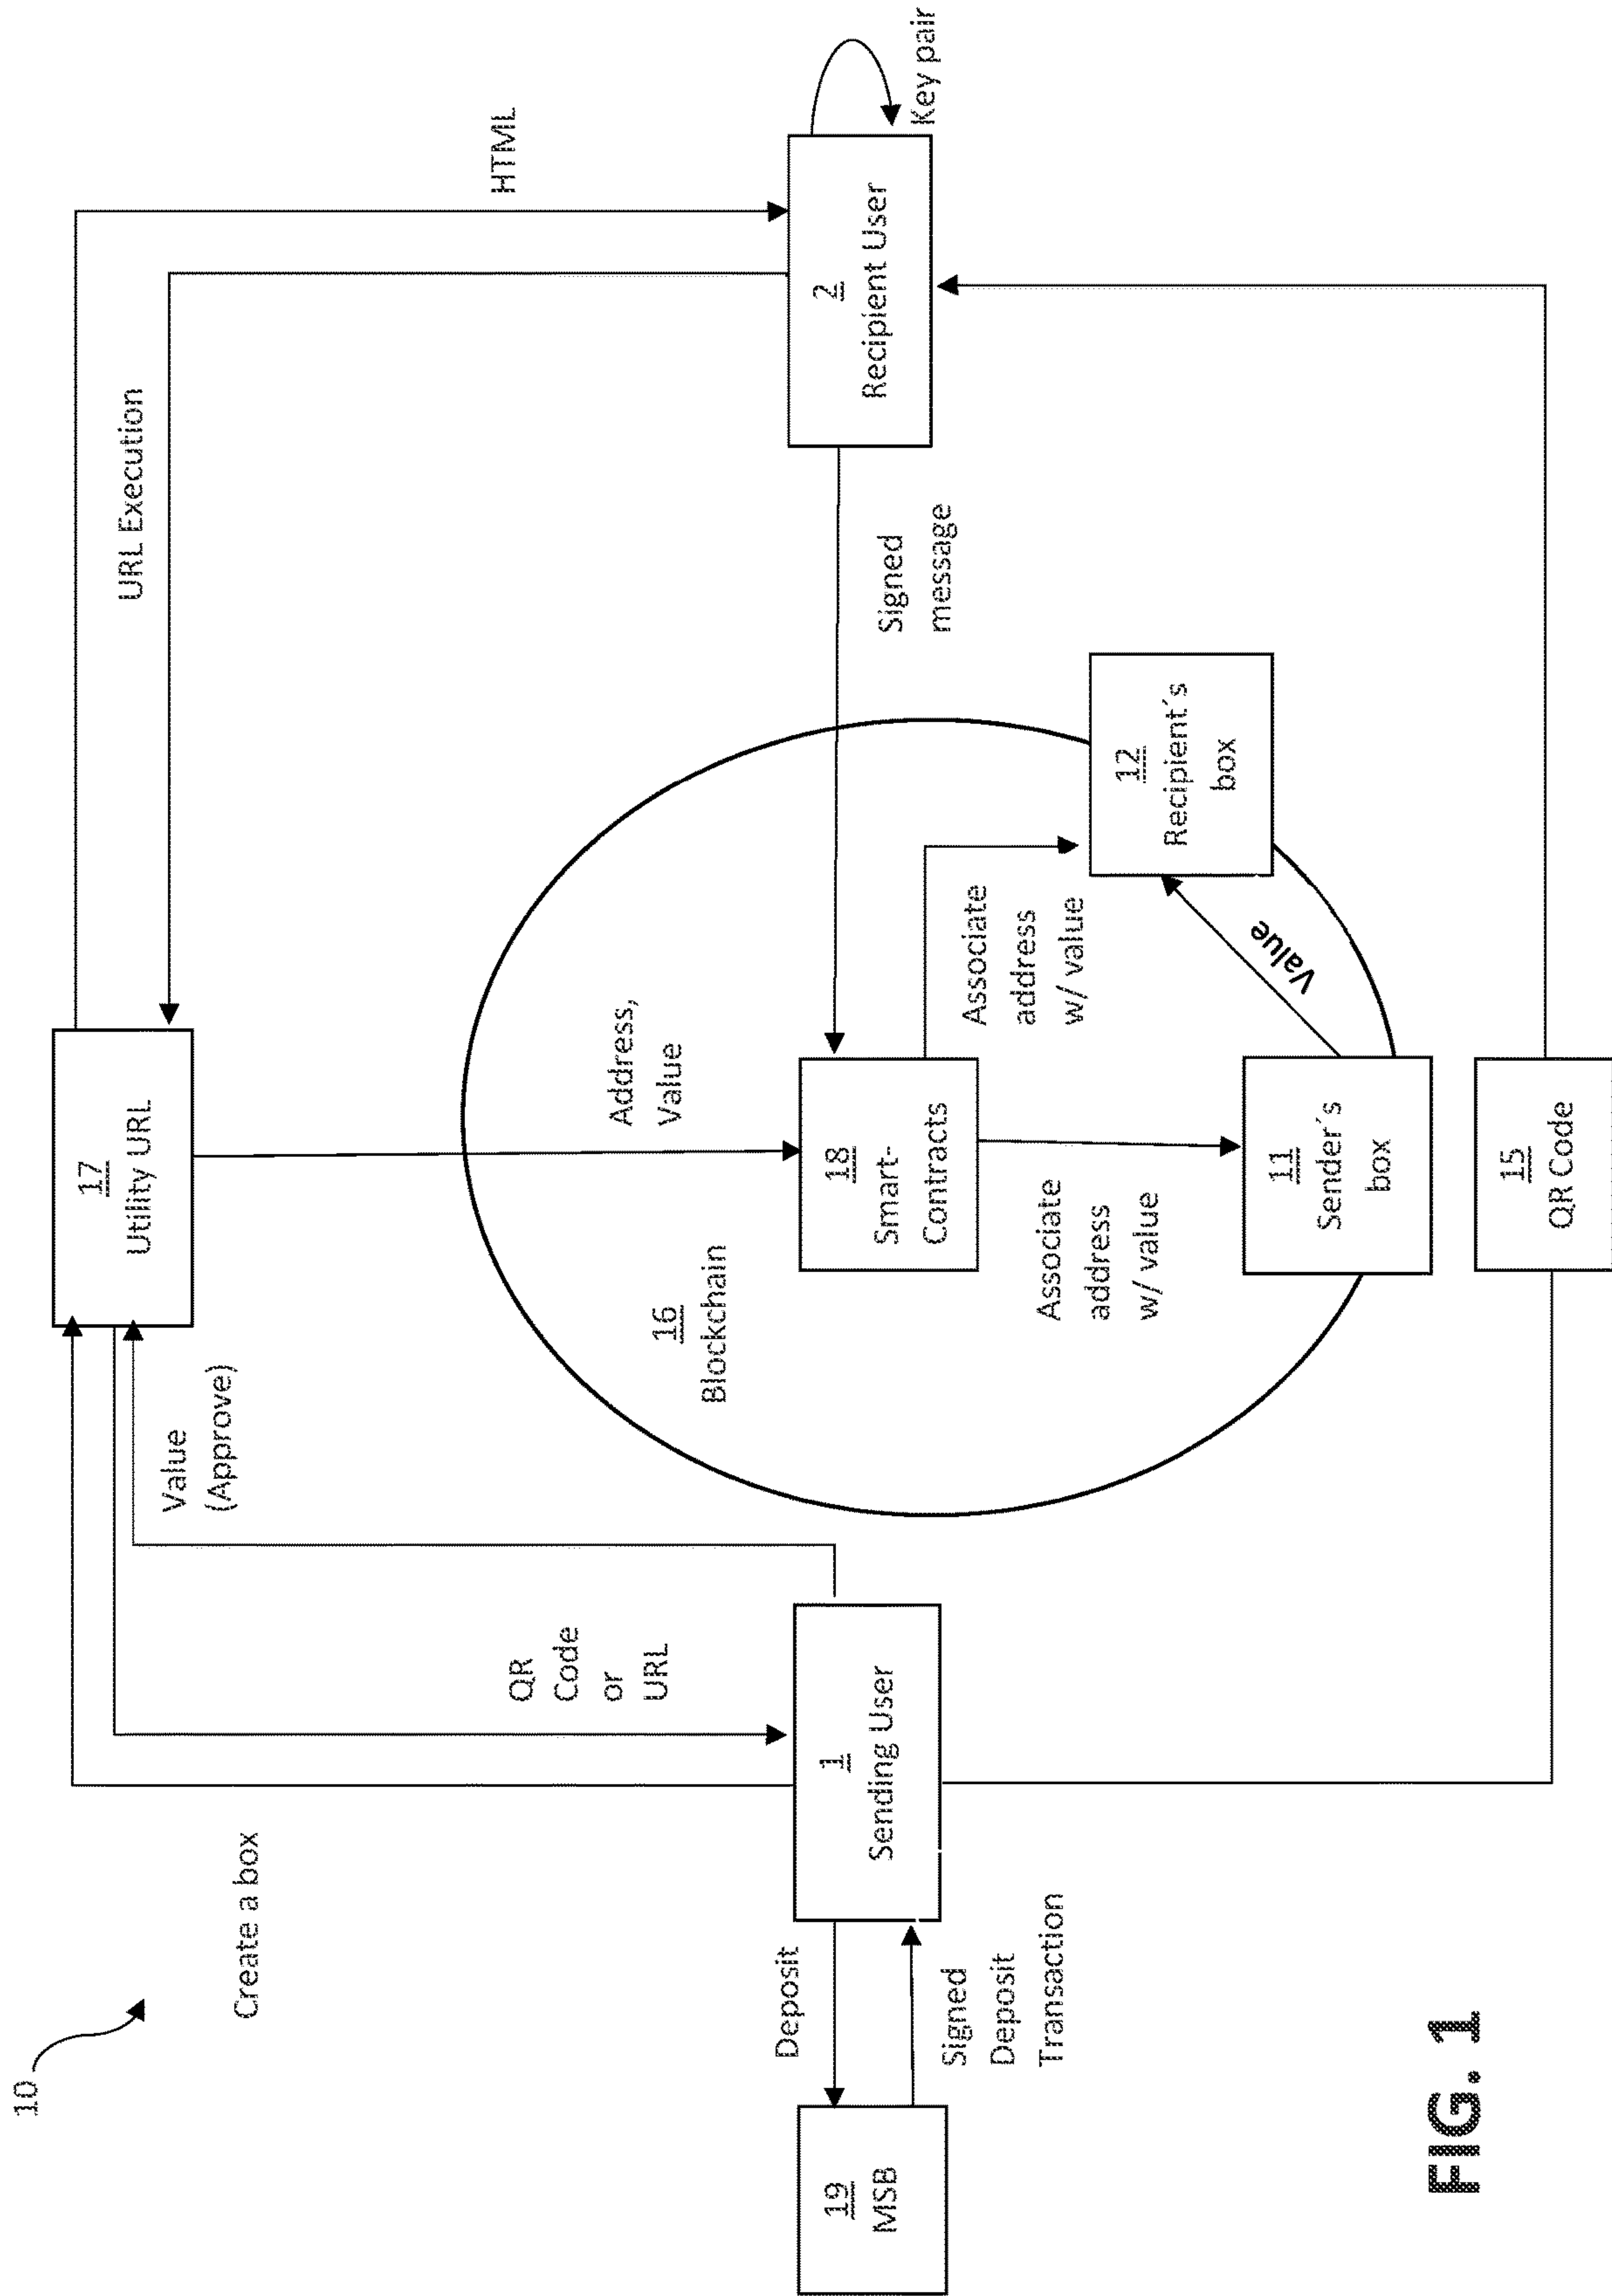 10
Create a box
17
Utility URL
URL Execution
HTML
Value
(Approve)
QR
Code
or
URL
Address,
Value
16
Blockchain
19
MSB
Deposit
Signed
Deposit
Transaction
1
Sending User
18
Smart-
Contracts
Signed
message
2
Recipient User
Key pair
Associate
address
w/ value
Associate
address
w/ value
12
Recipient´s
box
Value
11
Sender´s
box
15
QR Code
FIG. 1